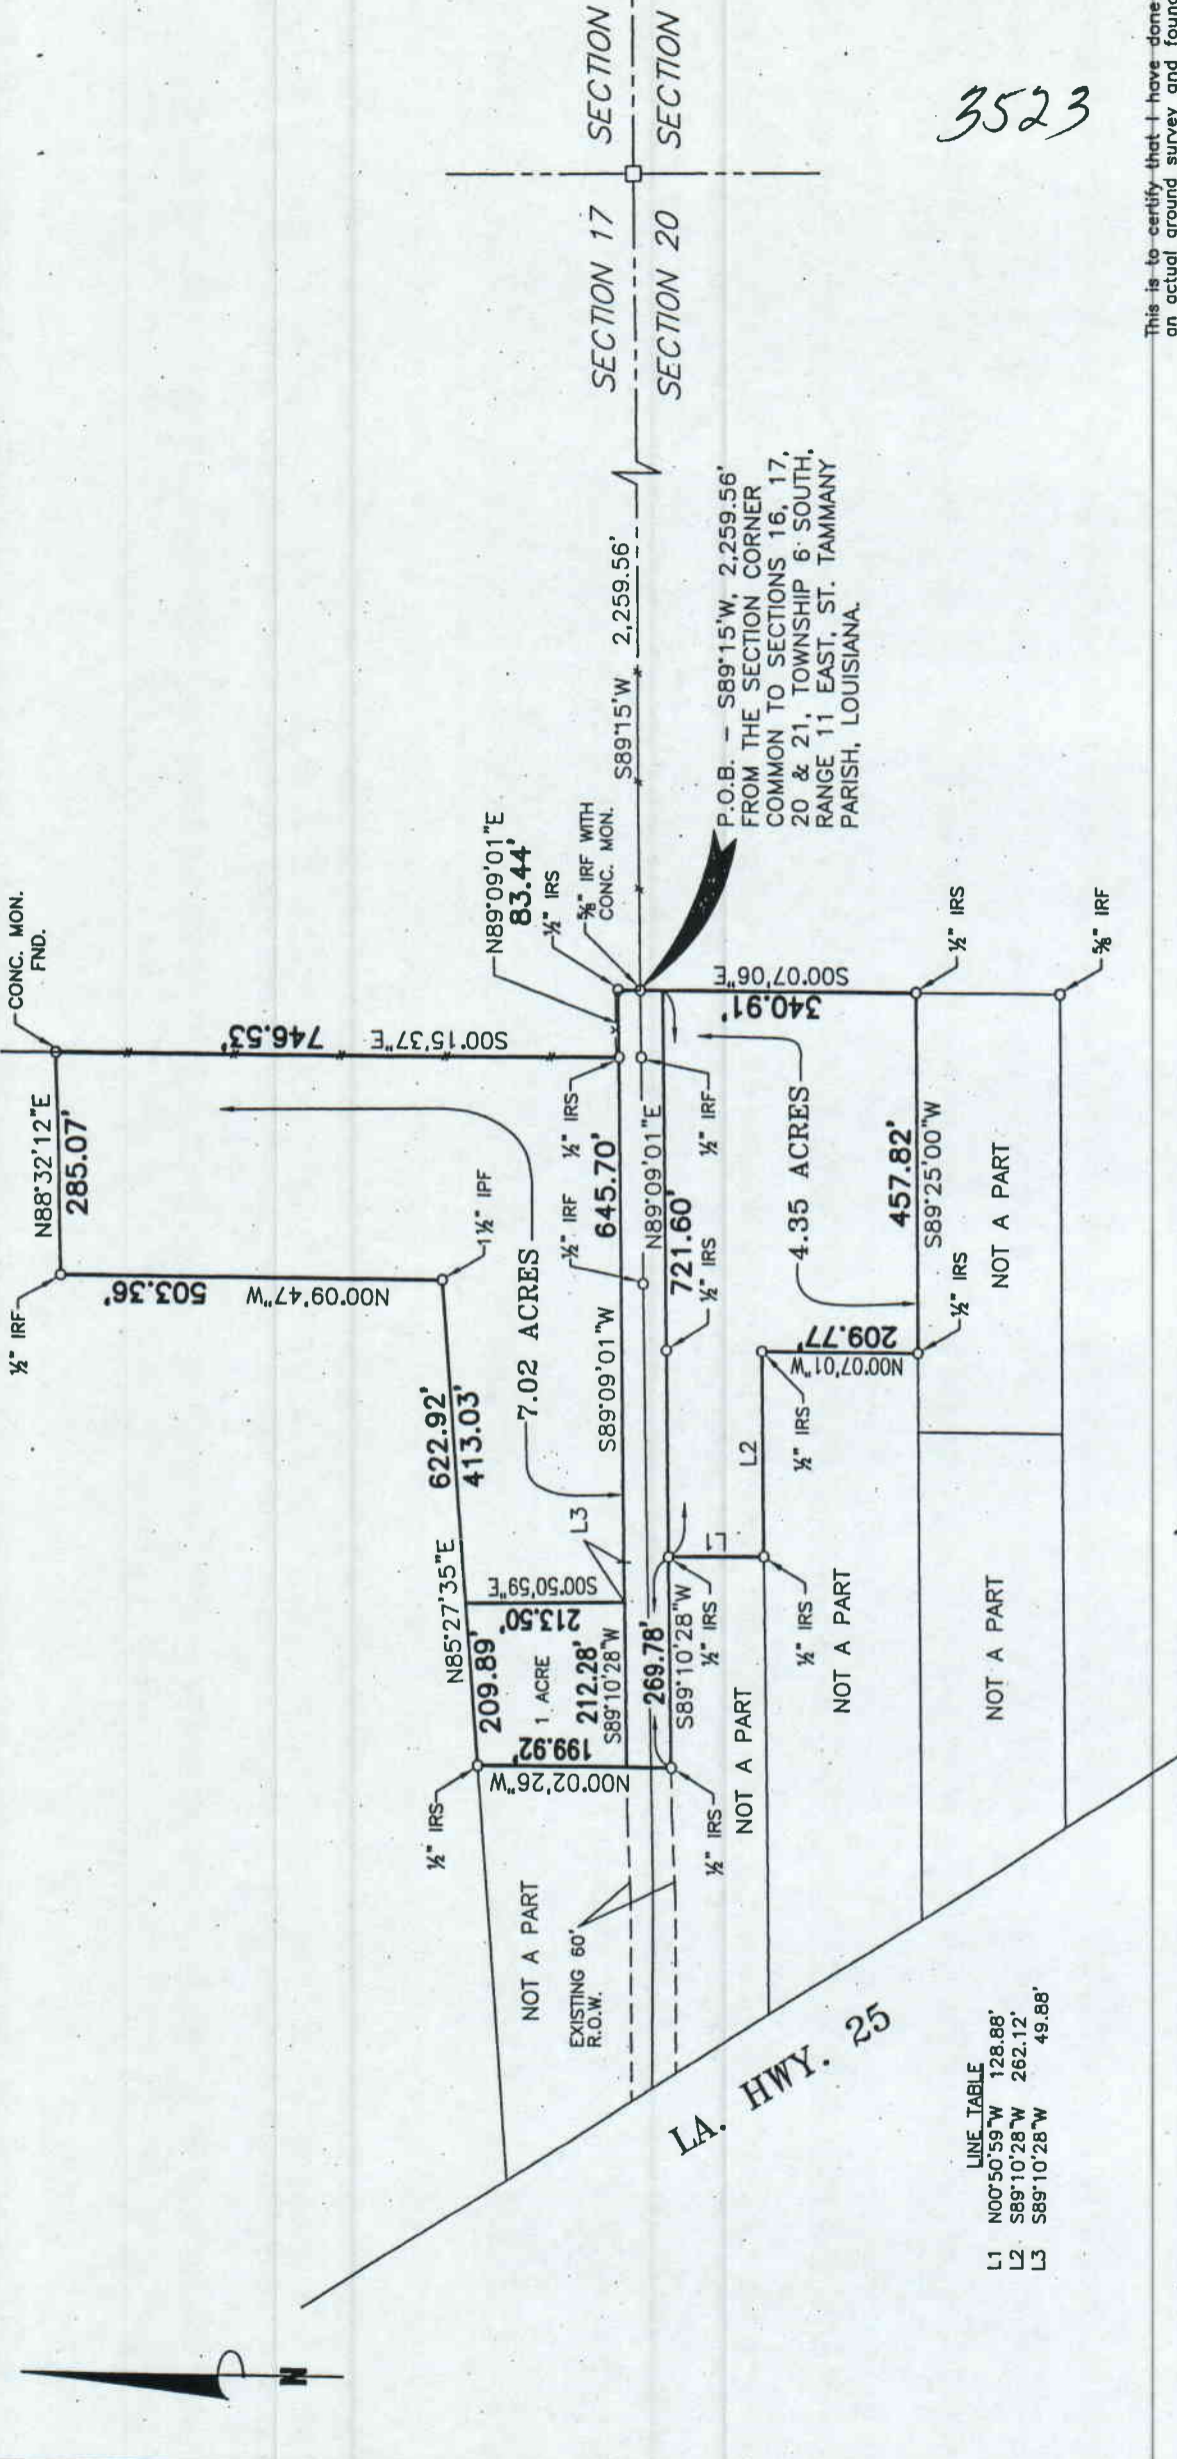 CONC. MON.
FND.
½" IRF
N88°32'12"E
285.07'
746.53'
S00°15'37"E
503.36'
N00°09'47"W
1½" IPF
622.92'
413.03'
N85°27'35"E
209.89'
½" IRS
7.02 ACRES
N89°09'01"E
83.44'
½" IRS
⅝" IRF WITH
CONC. MON.
½" IRS
645.70'
½" IRF
S89°09'01"W
L3
S00°50'59"E
213.50'
1. ACRE
212.28'
S89°10'28"W
199.92'
N00°02'26"W
NOT A PART
EXISTING 60'
R.O.W.
SECTION
SECTION
SECTION 17
SECTION 20
S89°15'W
2,259.56'
P.O.B. – S89°15'W, 2,259.56'
FROM THE SECTION CORNER
COMMON TO SECTIONS 16, 17,
20 & 21, TOWNSHIP 6 SOUTH,
RANGE 11 EAST, ST. TAMMANY
PARISH, LOUISIANA.
N89°09'01"E
721.60'
½" IRF
½" IRS
269.78'
S89°10'28"W
½" IRS
½" IRS
L1
L2
½" IRS
½" IRS
S00°07'06"E
340.91'
4.35 ACRES
½" IRS
457.82'
S89°25'00"W
209.77'
N00°07'01"W
½" IRS
⅝" IRF
NOT A PART
NOT A PART
NOT A PART
NOT A PART
LA. HWY. 25
N
LINE TABLE
L1 N00°50'59"W 128.88'
L2 S89°10'28"W 262.12'
L3 S89°10'28"W 49.88'
3523
This is to certify that I have done
an actual ground survey and found